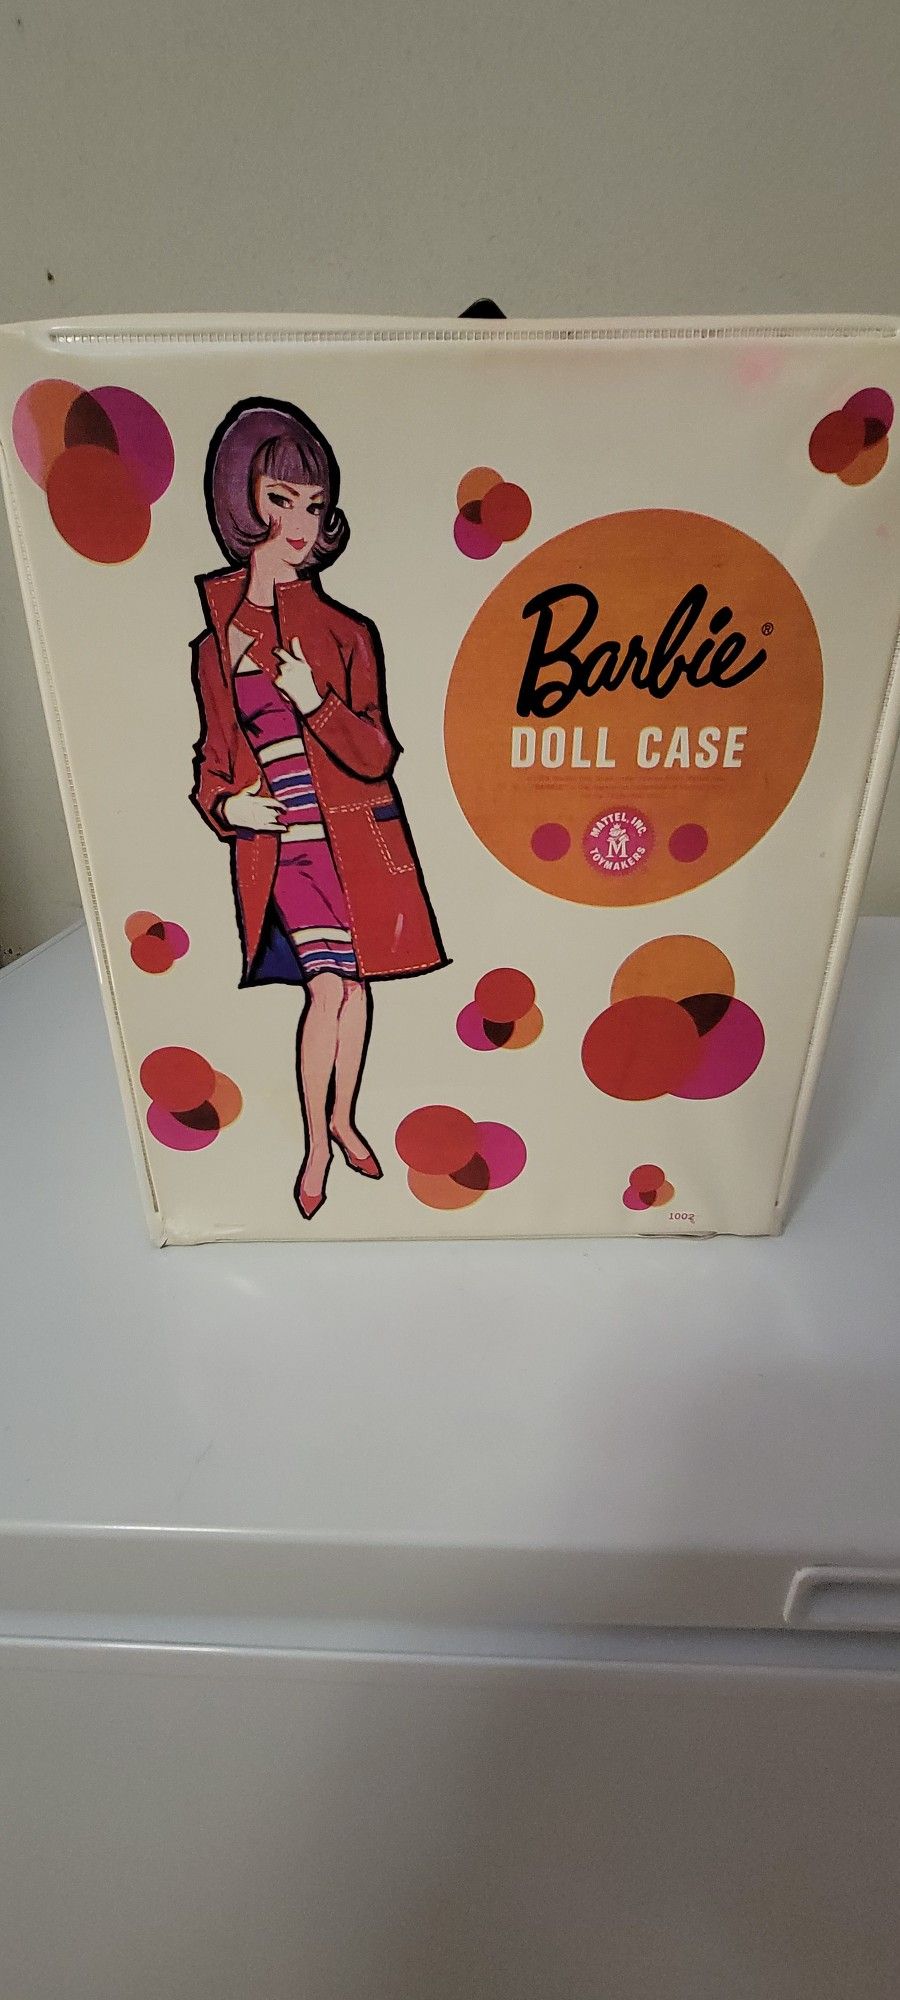 Barbie®
DOLL CASE
MATTEL, INC.
M
TOYMAKERS
1002